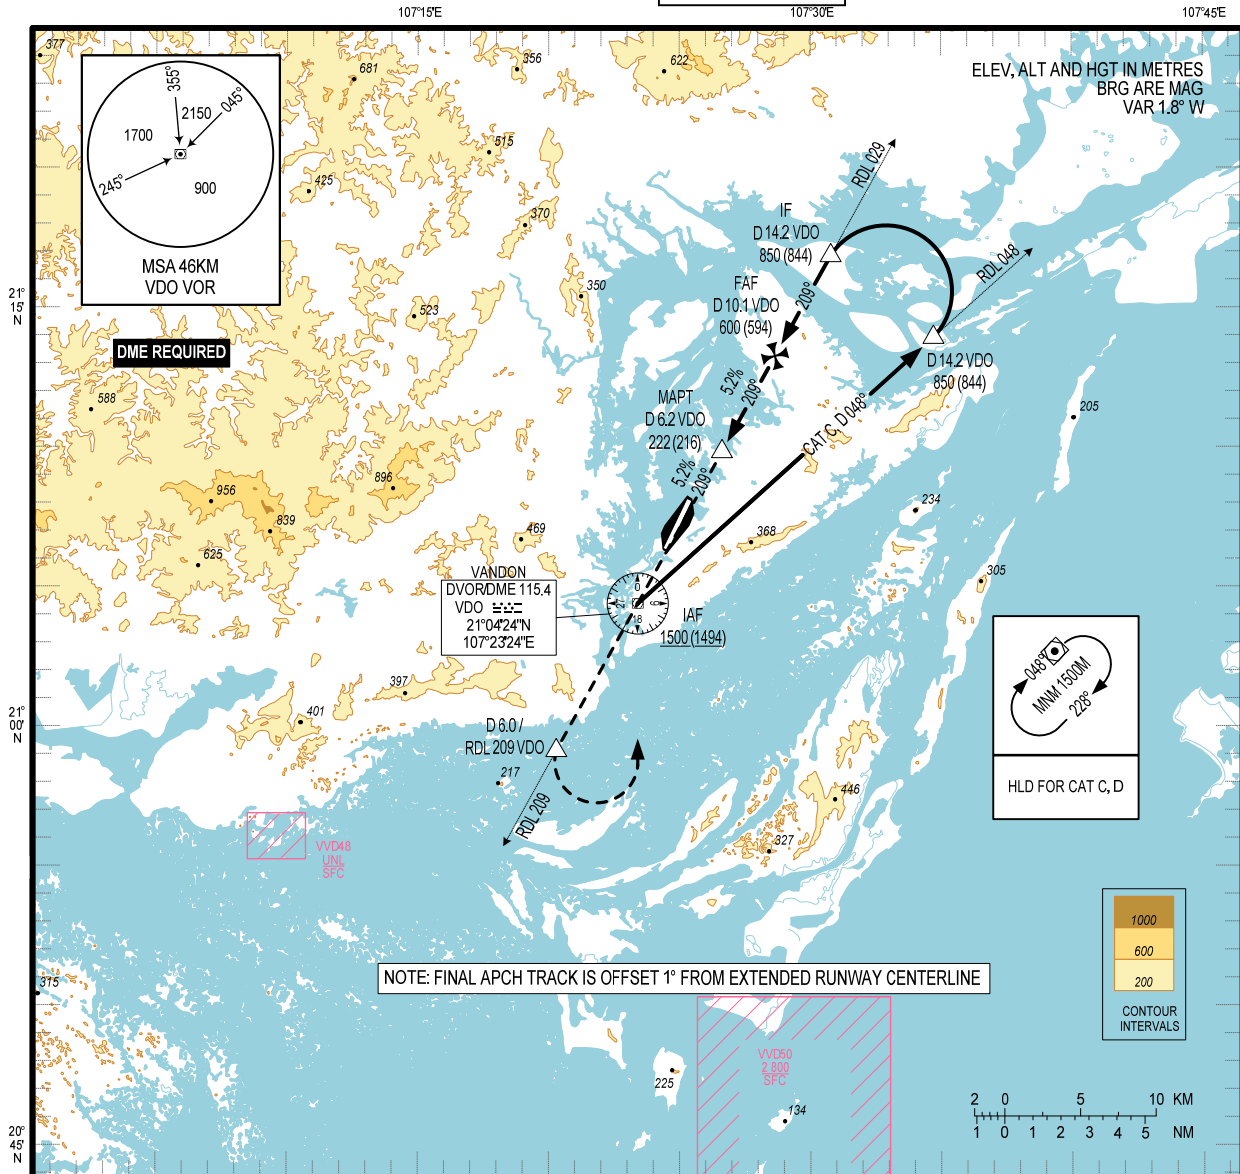 107°15'E
107°30'E
107°45'E
377
356
622
681
ELEV, ALT AND HGT IN METRES
BRG ARE MAG
VAR 1.8° W
355°
045°
2150
1700
245°
900
MSA 46KM
VDO VOR
515
425
370
RDL 029
IF
D 14.2 VDO
850 (844)
RDL 048
209°
FAF
D 10.1 VDO
600 (594)
350
21°
15
N
523
DME REQUIRED
D 14.2 VDO
850 (844)
5.2%
209°
588
MAPT
D 6.2 VDO
222 (216)
205
CAT C, D 048°
5.2%
209°
896
956
839
234
469
368
625
305
VANDON
DVOR/DME 115.4
VDO
21°04'24"N
107°23'24"E
0
9
18
27
IAF
1500 (1494)
048°
MNM 1500M
228°
HLD FOR CAT C, D
397
401
21°
00
N
D 6.0 /
RDL 209 VDO
217
RDL 209
446
327
VVD48
UNL
SFC
1000
600
200
CONTOUR
INTERVALS
NOTE: FINAL APCH TRACK IS OFFSET 1° FROM EXTENDED RUNWAY CENTERLINE
315
VVD50
2 800
SFC
225
134
2 0 5 10 KM
1 0 1 2 3 4 5 NM
20°
45
N